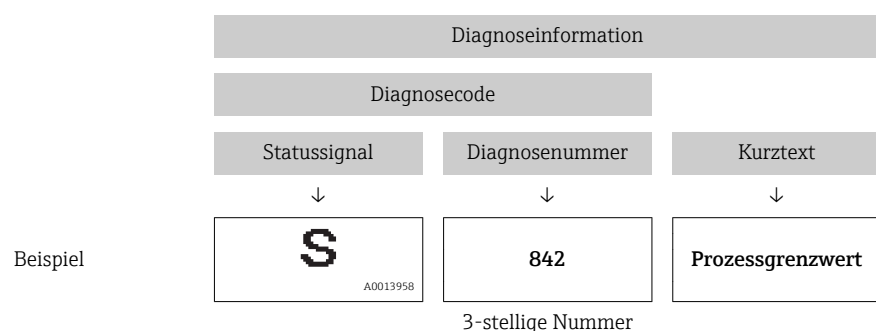 Diagnoseinformation
Diagnosecode
Statussignal Diagnosenummer Kurztext
↓ ↓ ↓
Beispiel S 842 Prozessgrenzwert
A0013958
3-stellige Nummer